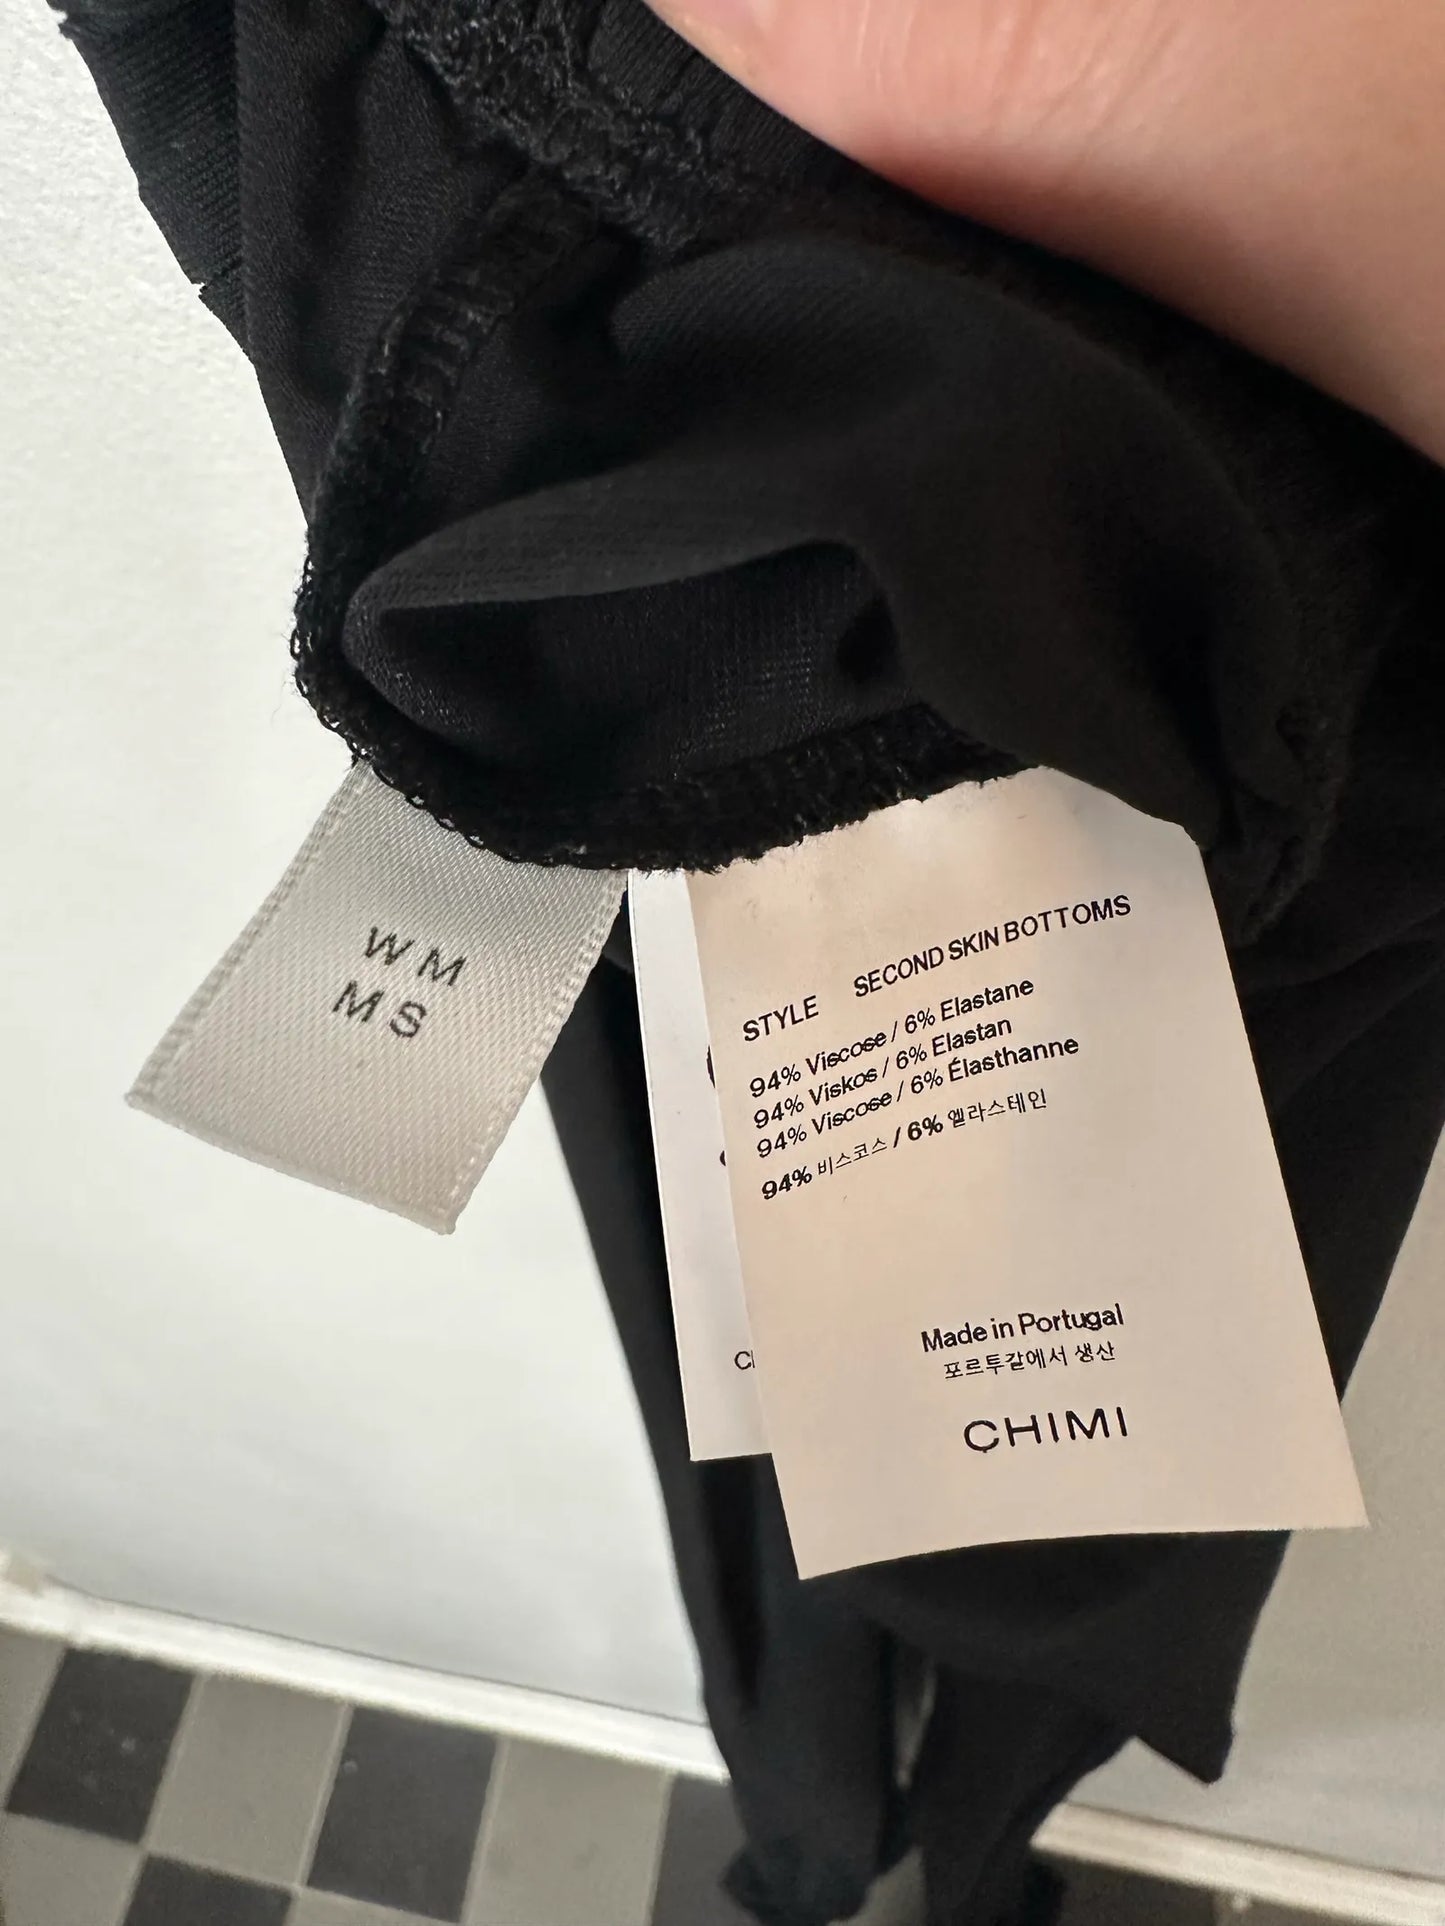 W M
M S
STYLE SECOND SKIN BOTTOMS
94% Viscose / 6% Elastane
94% Viskos / 6% Elastan
94% Viscose / 6% Élasthanne
94% 비스코스 / 6% 엘라스테인
Made in Portugal
포르투갈에서 생산
CHIMI